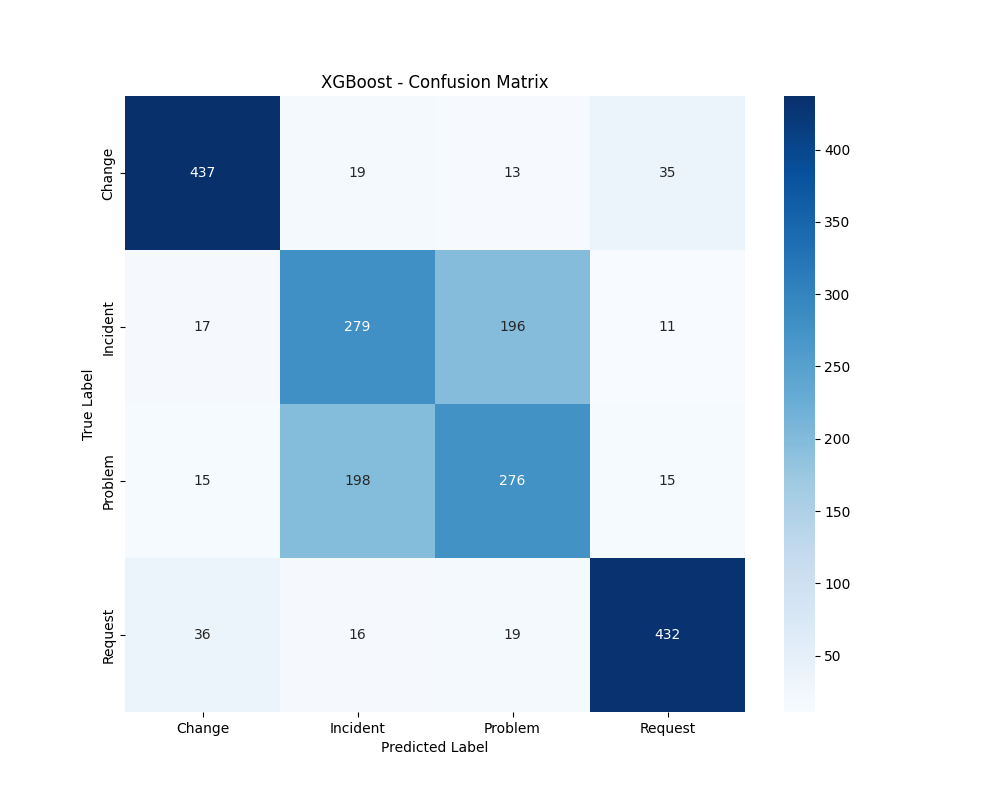 XGBoost - Confusion Matrix
Change 437 19 13 35
Incident 17 279 196 11
Problem 15 198 276 15
Request 36 16 19 432
Change Incident Problem Request
Predicted Label
True Label
400
350
300
250
200
150
100
50